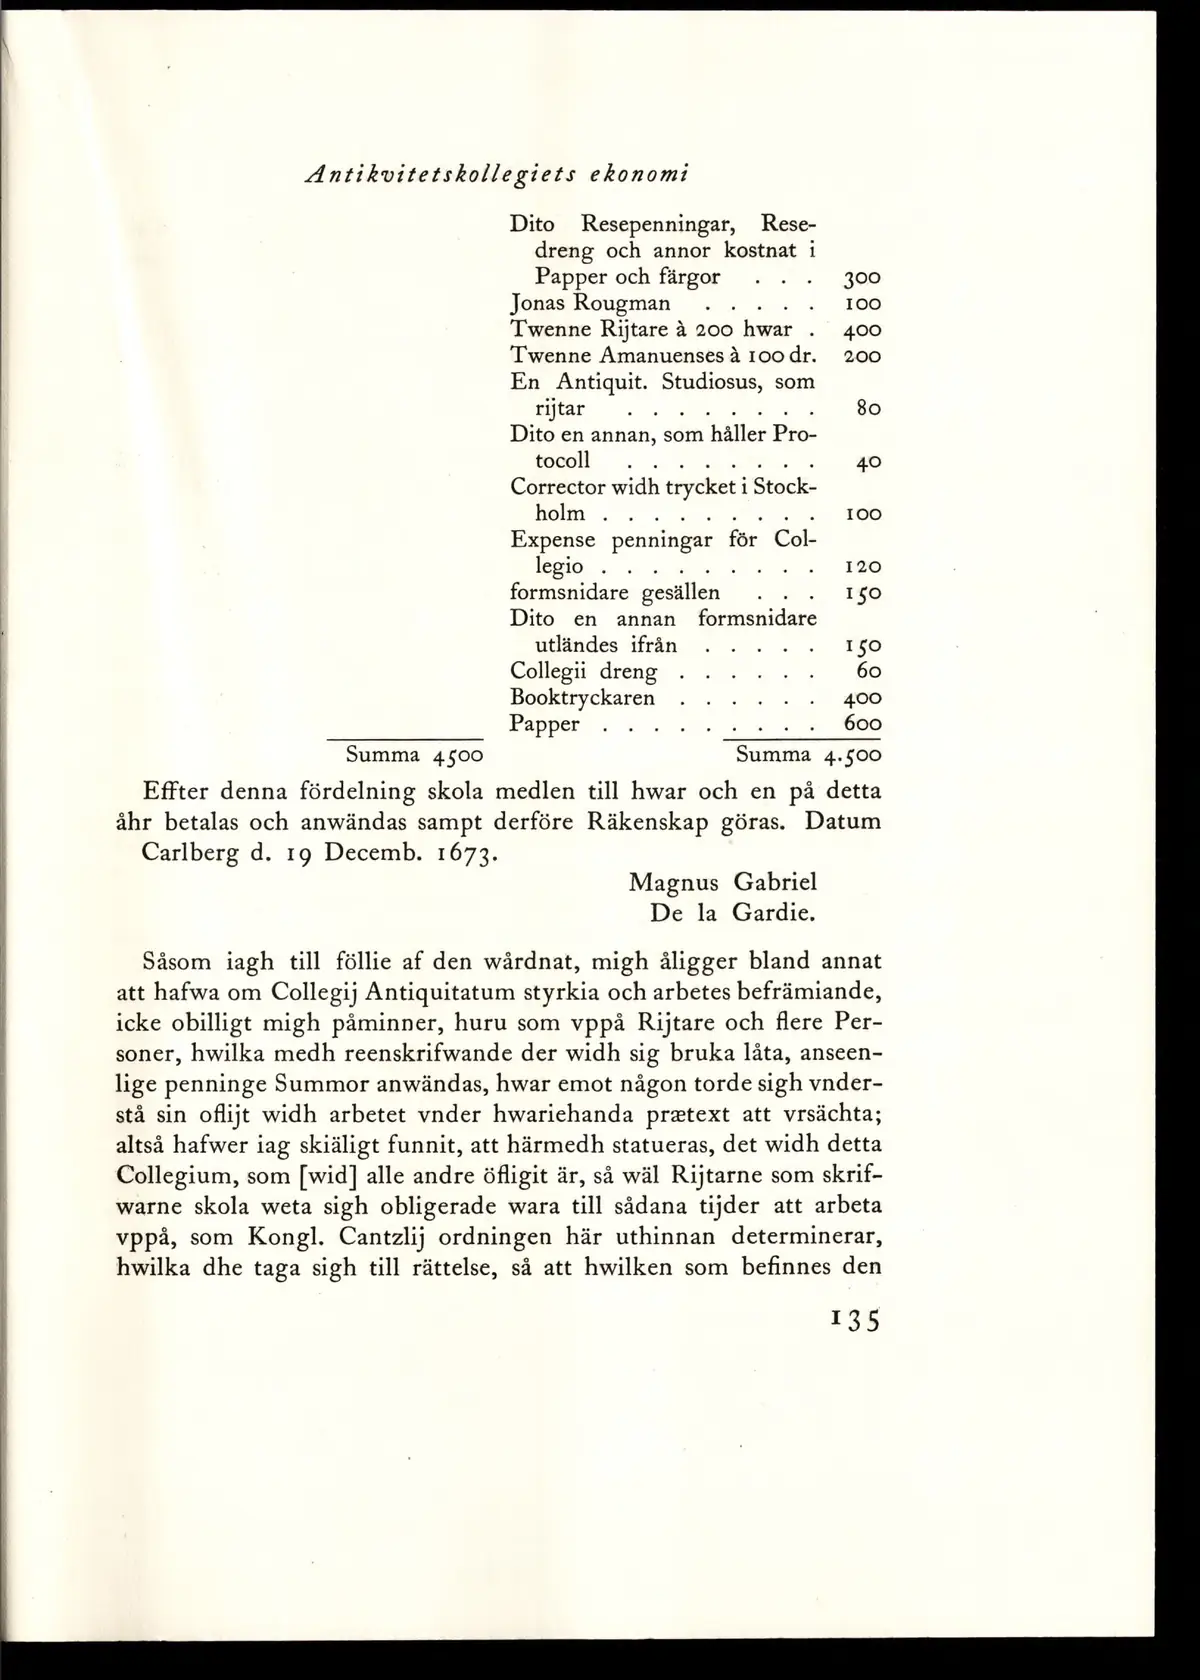 Antikvitetskollegiets ekonomi
Dito Resepenningar, Rese-
dreng och annor kostnat i
Papper och färgor . . . 300
Jonas Rougman . . . . . 100
Twenne Rijtare à 200 hwar . 400
Twenne Amanuenses à 100 dr. 200
En Antiquit. Studiosus, som
rijtar . . . . . . . . 80
Dito en annan, som håller Pro-
tocoll . . . . . . . . 40
Corrector widh trycket i Stock-
holm . . . . . . . . . 100
Expense penningar för Col-
legio . . . . . . . . . 120
formsnidare gesällen . . . 150
Dito en annan formsnidare
utländes ifrån . . . . . 150
Collegii dreng . . . . . . 60
Booktryckaren . . . . . . 400
Papper . . . . . . . . . 600
Summa 4500 Summa 4.500
Effter denna fördelning skola medlen till hwar och en på detta
åhr betalas och anwändas sampt derföre Räkenskap göras. Datum
Carlberg d. 19 Decemb. 1673.
Magnus Gabriel
De la Gardie.
Såsom iagh till föllie af den wårdnat, migh åligger bland annat
att hafwa om Collegij Antiquitatum styrkia och arbetes befrämiande,
icke obilligt migh påminner, huru som vppå Rijtare och flere Per-
soner, hwilka medh reenskrifwande der widh sig bruka låta, anseen-
lige penninge Summor anwändas, hwar emot någon torde sigh vnder-
stå sin oflijt widh arbetet vnder hwariehanda prætext att vrsächta;
altså hafwer iag skiäligt funnit, att härmedh statueras, det widh detta
Collegium, som [wid] alle andre öfligit är, så wäl Rijtarne som skrif-
warne skola weta sigh obligerade wara till sådana tijder att arbeta
vppå, som Kongl. Cantzlij ordningen här uthinnan determinerar,
hwilka dhe taga sigh till rättelse, så att hwilken som befinnes den
135